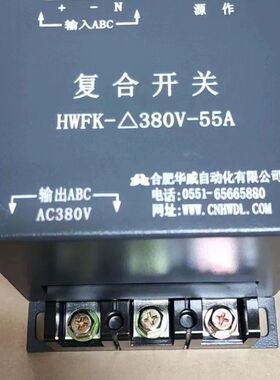 + − N
源 作
输入ABC
复合开关
HWFK-△380V-55A
合肥华威自动化有限公司
输出ABC
电话:0551-65665880
AC380V
网址:WWW.CNHWDL.COM